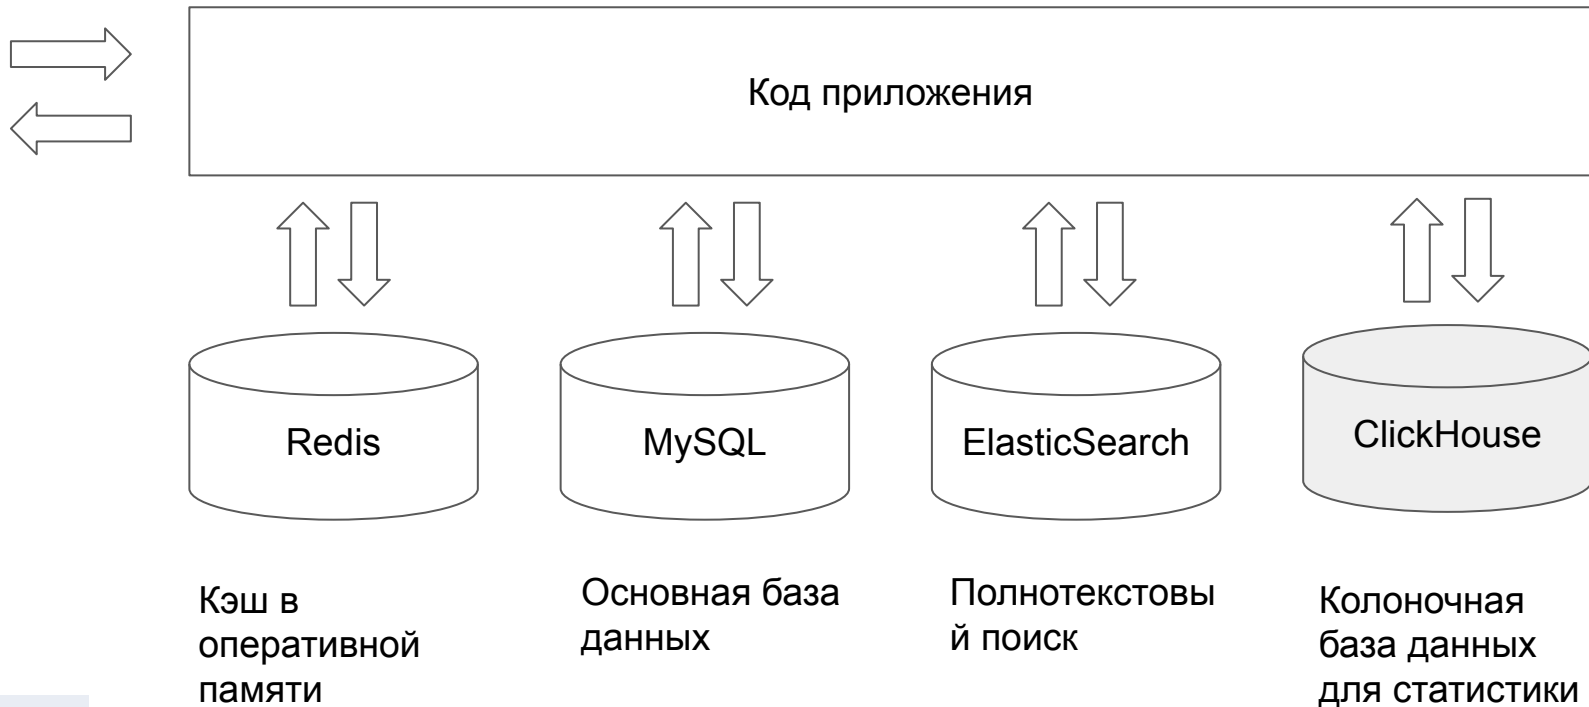 Код приложения
Redis
MySQL
ElasticSearch
ClickHouse
Кэш в
оперативной
памяти
Основная база
данных
Полнотекстовы
й поиск
Колоночная
база данных
для статистики